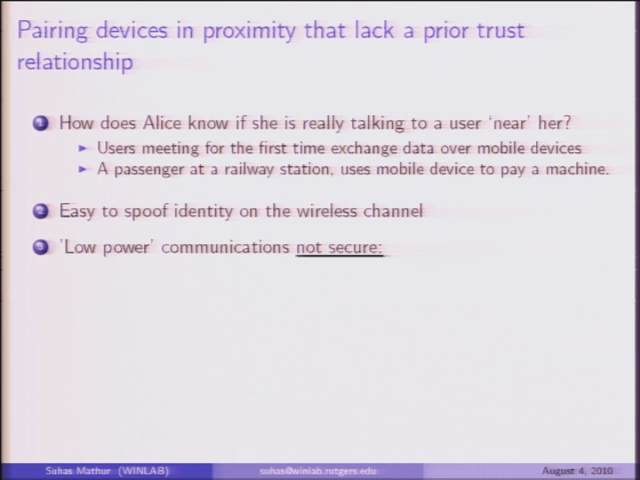 Pairing devices in proximity that lack a prior trust
relationship
1 How does Alice know if she is really talking to a user 'near' her?
► Users meeting for the first time exchange data over mobile devices
► A passenger at a railway station, uses mobile device to pay a machine.
2 Easy to spoof identity on the wireless channel
3 'Low power' communications not secure:
Suhas Mathur (WINLAB) suhas@winlab.rutgers.edu August 4, 2010